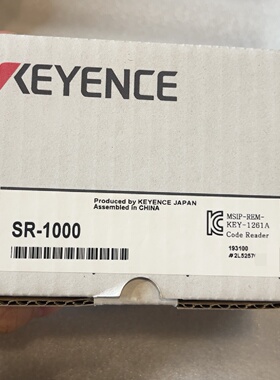 KEYENCE
Produced by KEYENCE JAPAN
Assembled in CHINA
SR-1000
MSIP-REM-
KEY-1261A
Code Reader
193100